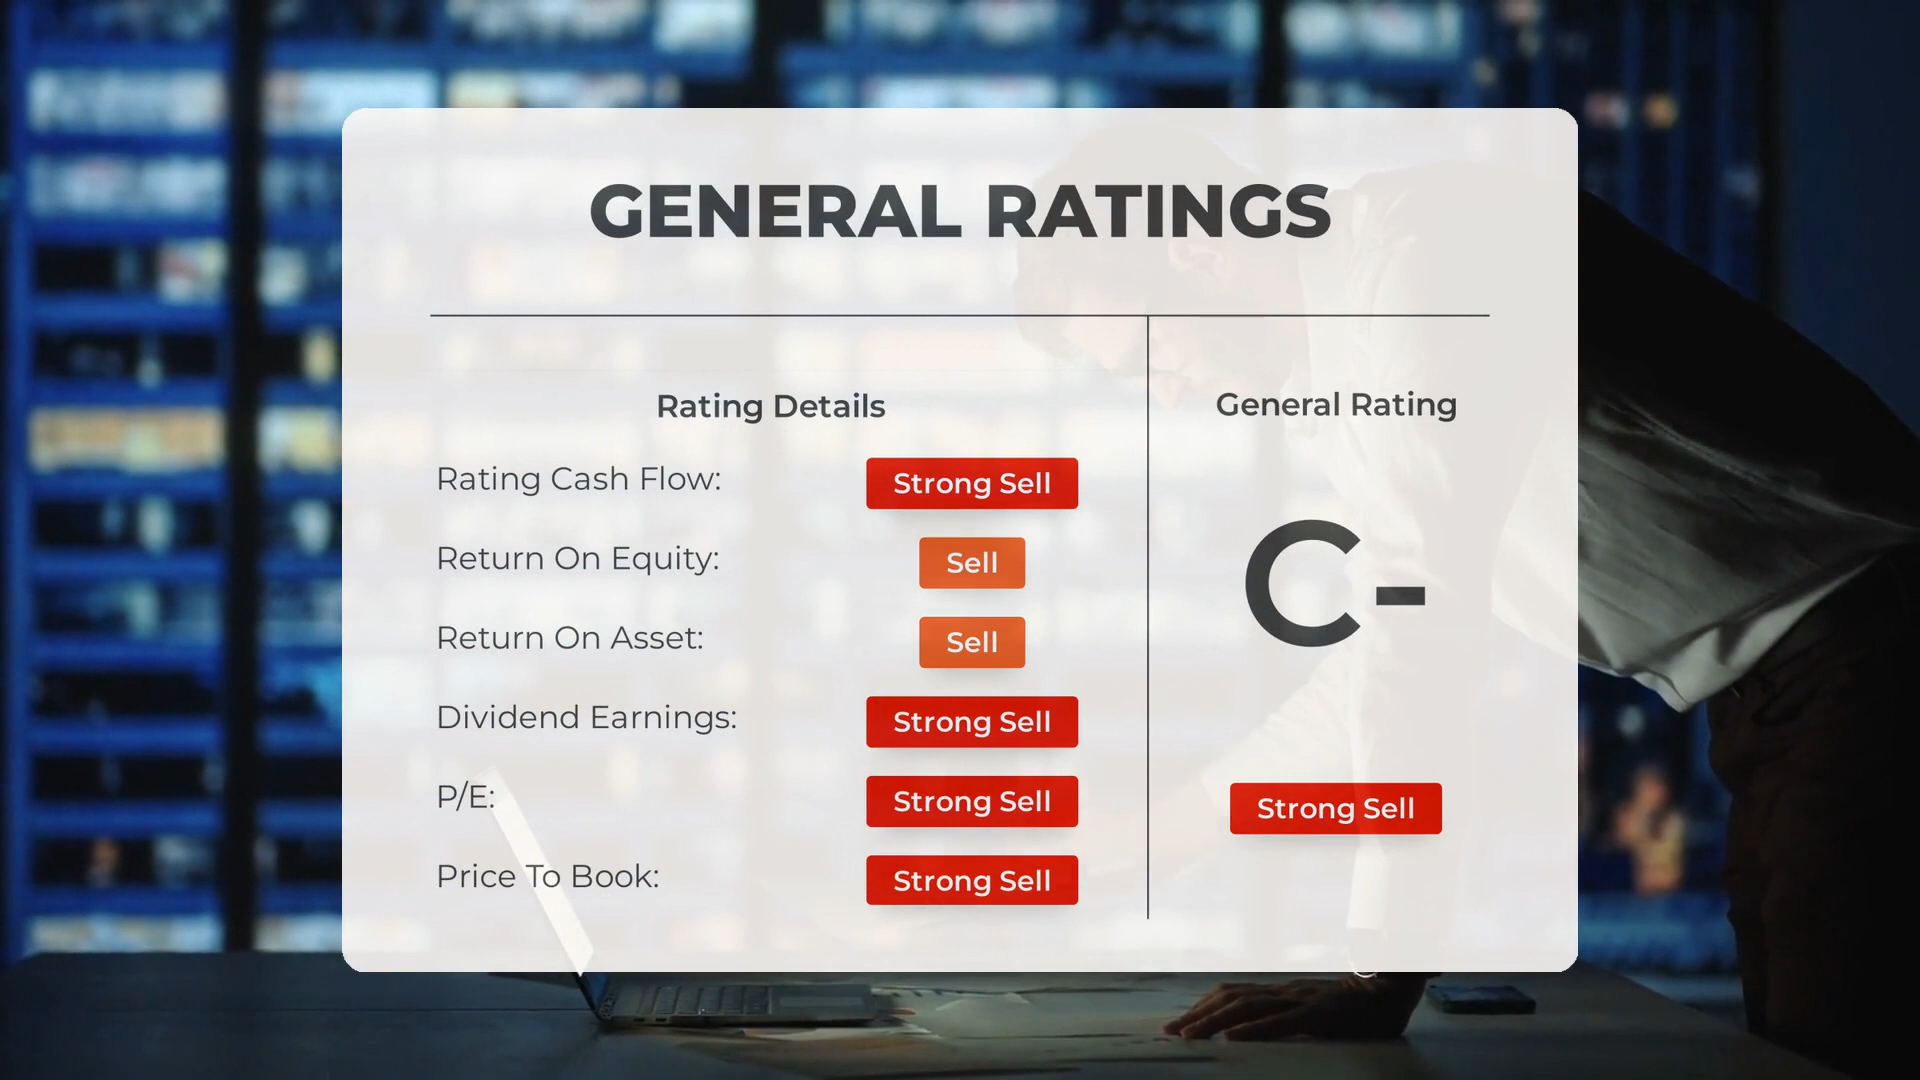 GENERAL RATINGS
Rating Details
Rating Cash Flow: Strong Sell
Return On Equity: Sell
Return On Asset: Sell
Dividend Earnings: Strong Sell
P/E: Strong Sell
Price To Book: Strong Sell
General Rating
C-
Strong Sell